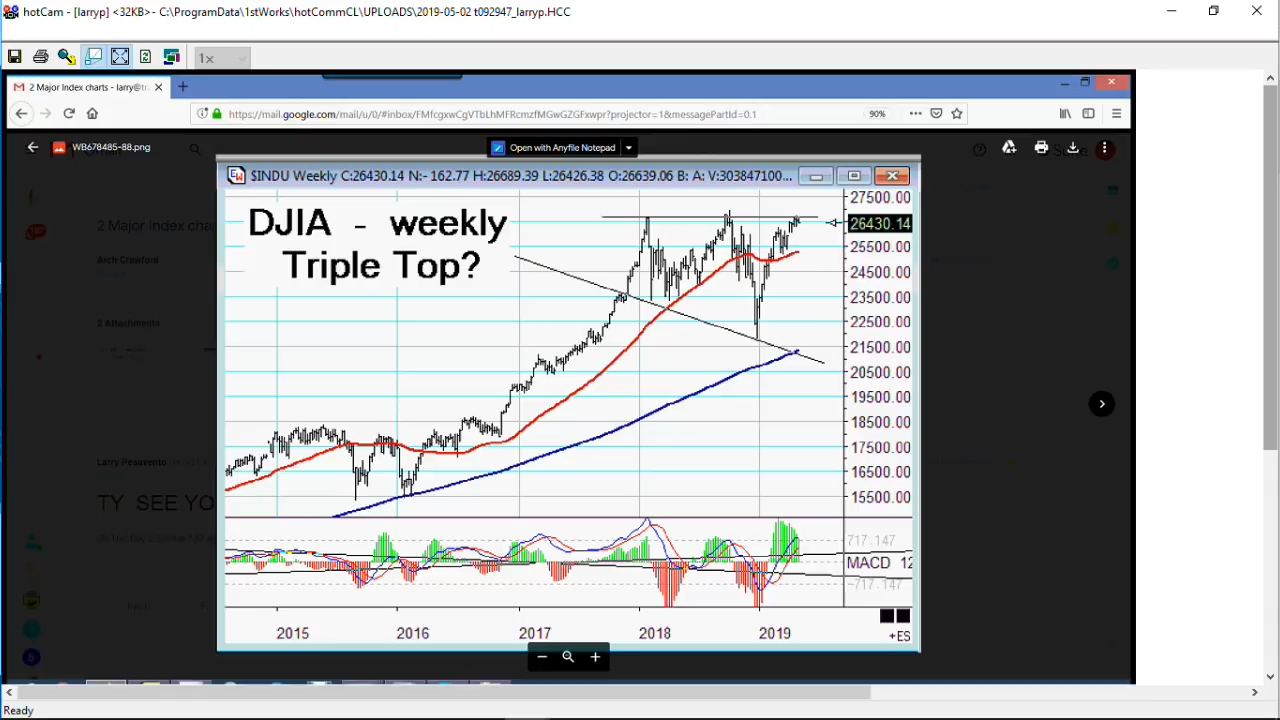 hotCam - [larryp] <32KB> - C:\ProgramData\1stWorks\hotCommCL\UPLOADS\2019-05-02 t092947_larryp.HCC
1x
2 Major Index charts - larry@tr
https://mail.google.com/mail/u/0/#inbox/FMfcgxwCgVTbLhMFRcmzfMGwGZGFxwpr?projector=1&messagePartId=0.1
90%
WB678485-88.png
Open with Anyfile Notepad
2 Major Index char
Arch Crawford
2 Attachments
Larry Pesavento
TY SEE YO
$INDU Weekly C:26430.14 N:- 162.77 H:26689.39 L:26426.38 O:26639.06 B: A: V:303847100...
DJIA - weekly
Triple Top?
27500.00
26430.14
25500.00
24500.00
23500.00
22500.00
21500.00
20500.00
19500.00
18500.00
17500.00
16500.00
15500.00
717.147
MACD 12
-717.147
2015 2016 2017 2018 2019
+ES
Ready